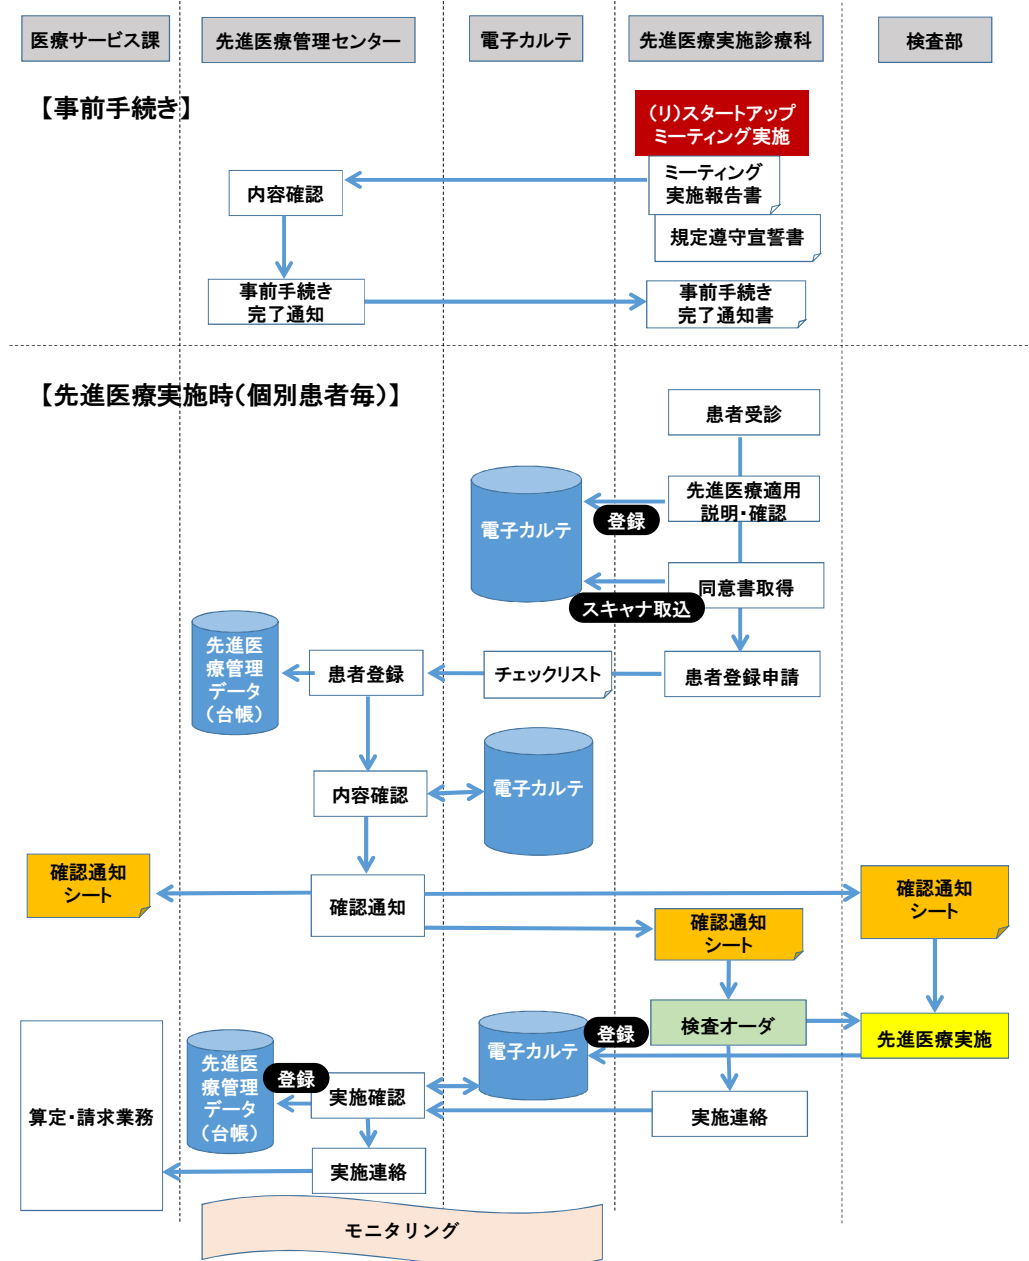 医療サービス課
先進医療管理センター
電子カルテ
先進医療実施診療科
検査部
【事前手続き】
(リ)スタートアップ
ミーティング実施
ミーティング
実施報告書
内容確認
規定遵守宣誓書
事前手続き
完了通知
事前手続き
完了通知書
【先進医療実施時(個別患者毎)】
患者受診
先進医療適用
説明・確認
電子カルテ
登録
同意書取得
スキャナ取込
先進医
療管理
データ
(台帳)
患者登録
チェックリスト
患者登録申請
内容確認
電子カルテ
確認通知
シート
確認通知
確認通知
シート
確認通知
シート
検査オーダ
先進医療実施
登録
電子カルテ
先進医
療管理
データ
(台帳)
登録
実施確認
算定・請求業務
実施連絡
実施連絡
モニタリング